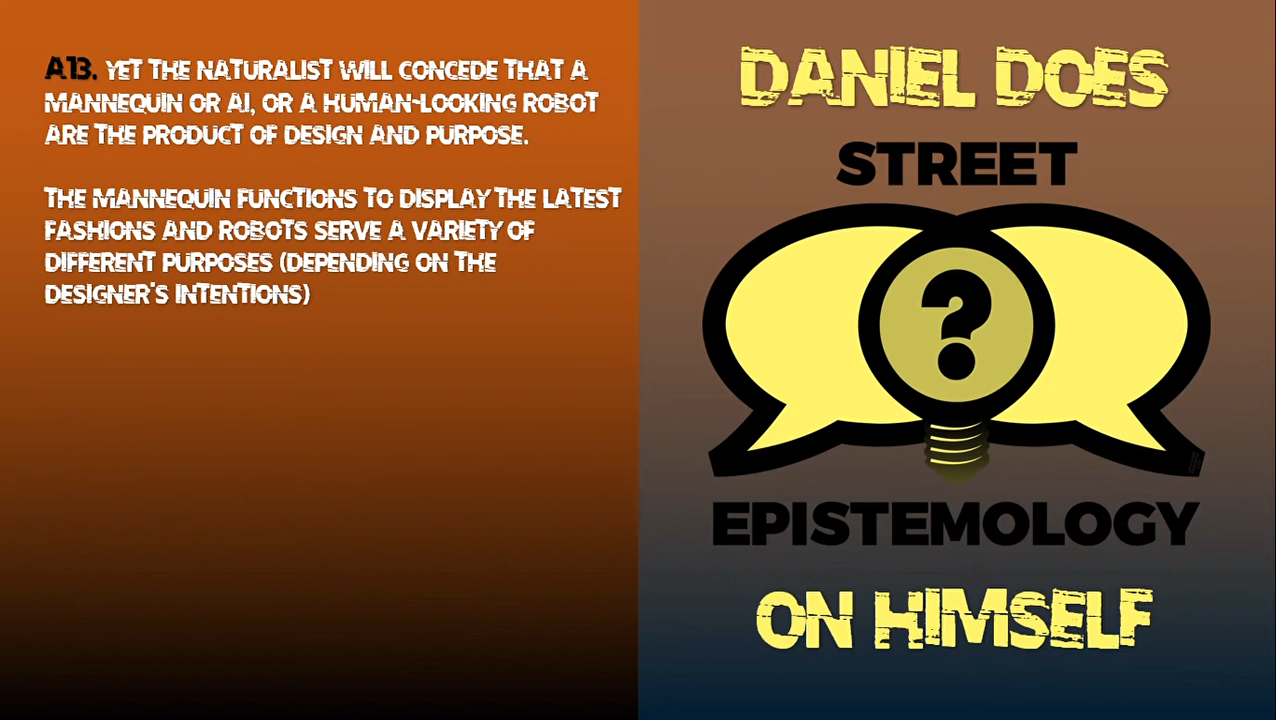 A13. YET THE NATURALIST WILL CONCEDE THAT A
MANNEQUIN OR AI, OR A HUMAN-LOOKING ROBOT
ARE THE PRODUCT OF DESIGN AND PURPOSE.
THE MANNEQUIN FUNCTIONS TO DISPLAY THE LATEST
FASHIONS AND ROBOTS SERVE A VARIETY OF
DIFFERENT PURPOSES (DEPENDING ON THE
DESIGNER'S INTENTIONS)
DANIEL DOES
STREET
?
EPISTEMOLOGY
ON HIMSELF